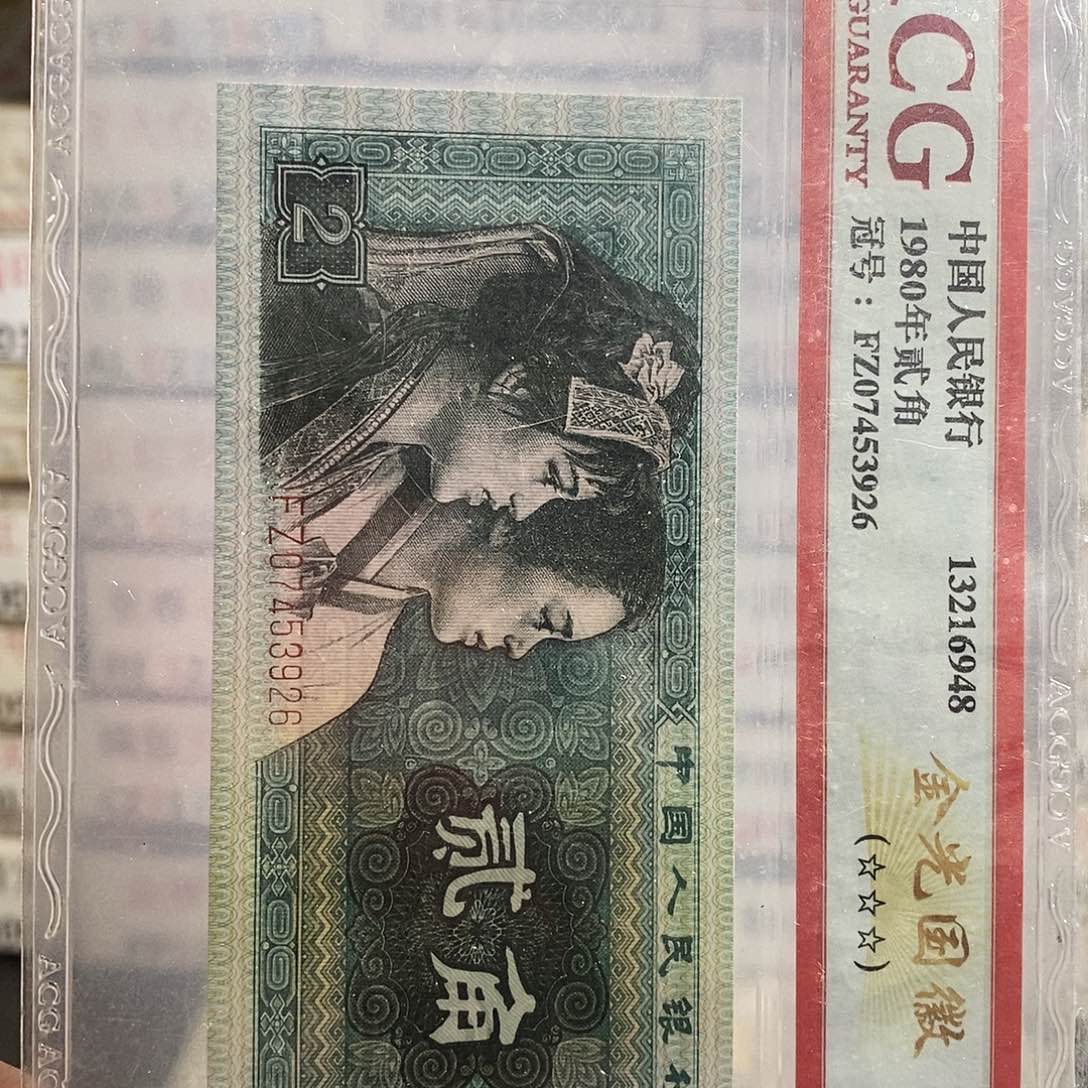 CG
GUARANTY
中国人民银行 13216948
1980年贰角
冠号：FZ07453926
金光国徽
(☆☆☆)
中国人民银
贰角
FZ07453926
2